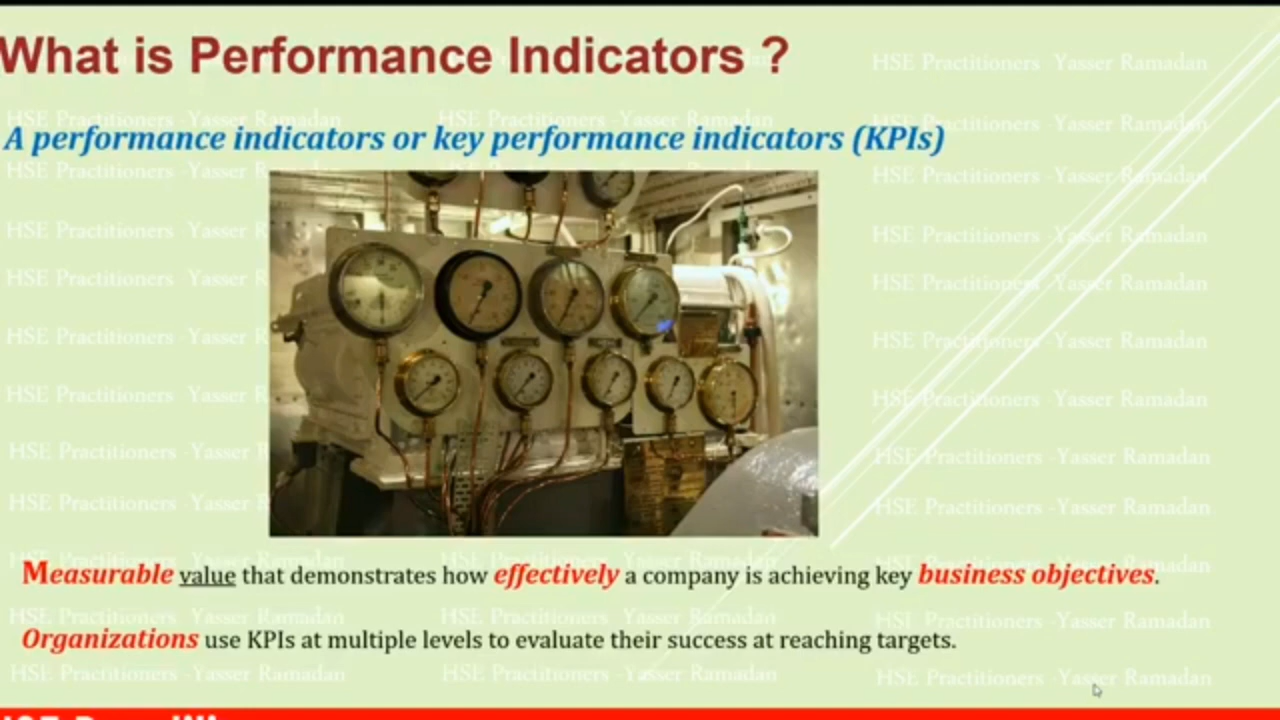 What is Performance Indicators ?
HSE Practitioners -Yasser Ramadan
A performance indicators or key performance indicators (KPIs)
Measurable value that demonstrates how effectively a company is achieving key business objectives.
Organizations use KPIs at multiple levels to evaluate their success at reaching targets.